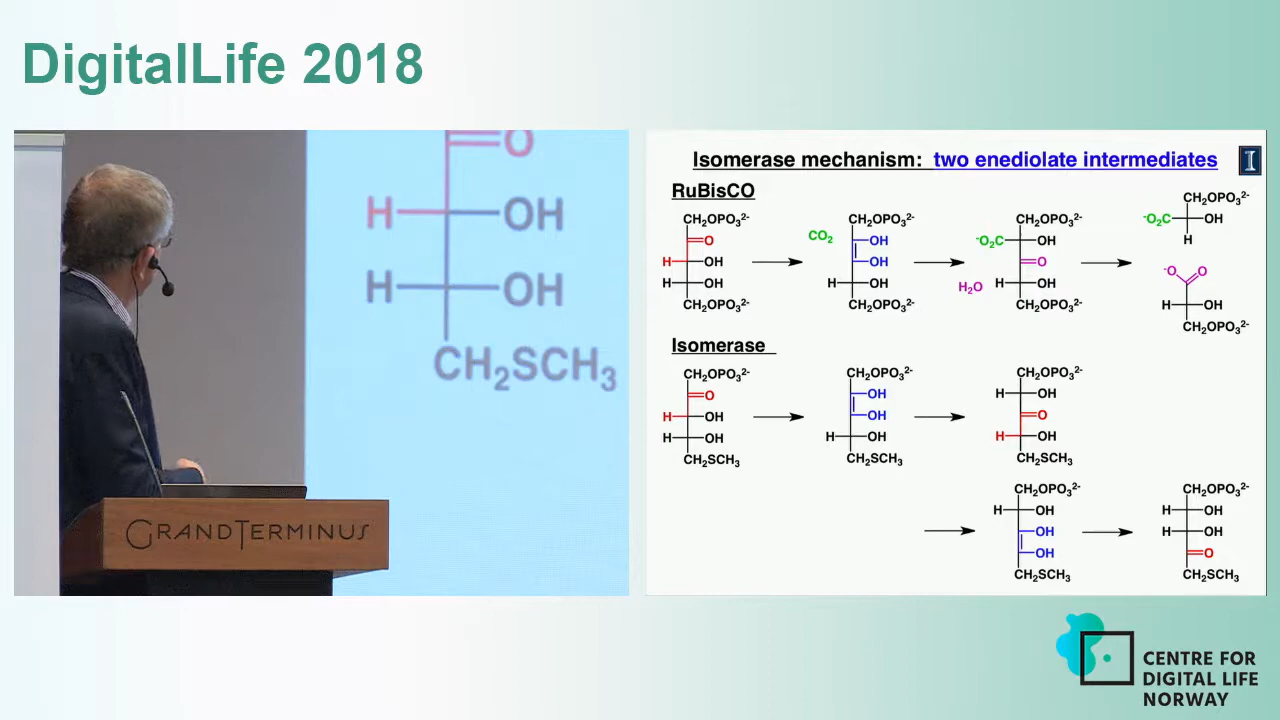 DigitalLife 2018
O
H OH
H OH
CH₂SCH₃
GRANDTERMINUS
Isomerase mechanism: two enediolate intermediates
I
RuBisCO
CH₂OPO₃²⁻
O
H OH
H OH
CH₂OPO₃²⁻
CO₂
CH₂OPO₃²⁻
OH
OH
H OH
CH₂OPO₃²⁻
H₂O
CH₂OPO₃²⁻
⁻O₂C OH
O
H OH
CH₂OPO₃²⁻
CH₂OPO₃²⁻
⁻O₂C OH
H
⁻O O
H OH
CH₂OPO₃²⁻
Isomerase
CH₂OPO₃²⁻
O
H OH
H OH
CH₂SCH₃
CH₂OPO₃²⁻
OH
OH
H OH
CH₂SCH₃
CH₂OPO₃²⁻
H OH
O
H OH
CH₂SCH₃
CH₂OPO₃²⁻
H OH
OH
OH
CH₂SCH₃
CH₂OPO₃²⁻
H OH
H OH
O
CH₂SCH₃
CENTRE FOR
DIGITAL LIFE
NORWAY